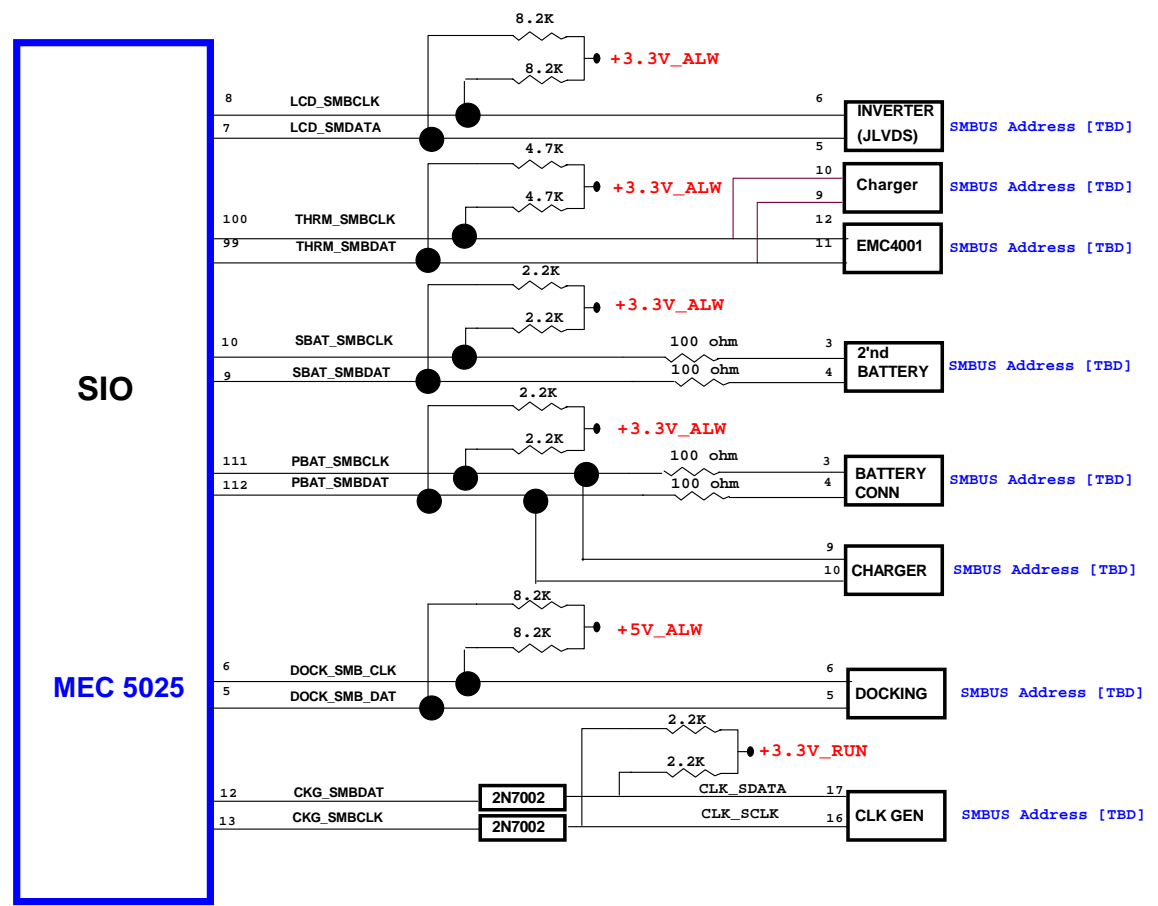 8.2K
+3.3V_ALW
8.2K
8 LCD_SMBCLK 6
7 LCD_SMDATA 5
INVERTER
(JLVDS)
SMBUS Address [TBD]
4.7K
+3.3V_ALW
4.7K
10
9
Charger
SMBUS Address [TBD]
100 THRM_SMBCLK 12
99 THRM_SMBDAT 11
EMC4001
SMBUS Address [TBD]
2.2K
+3.3V_ALW
2.2K
10 SBAT_SMBCLK 100 ohm 3
9 SBAT_SMBDAT 100 ohm 4
2'nd
BATTERY
SMBUS Address [TBD]
SIO
2.2K
+3.3V_ALW
2.2K
111 PBAT_SMBCLK 100 ohm 3
112 PBAT_SMBDAT 100 ohm 4
BATTERY
CONN
SMBUS Address [TBD]
9
10
CHARGER
SMBUS Address [TBD]
8.2K
+5V_ALW
8.2K
MEC 5025
6 DOCK_SMB_CLK 6
5 DOCK_SMB_DAT 5
DOCKING
SMBUS Address [TBD]
2.2K
+3.3V_RUN
2.2K
12 CKG_SMBDAT 2N7002 CLK_SDATA 17
13 CKG_SMBCLK 2N7002 CLK_SCLK 16
CLK GEN
SMBUS Address [TBD]